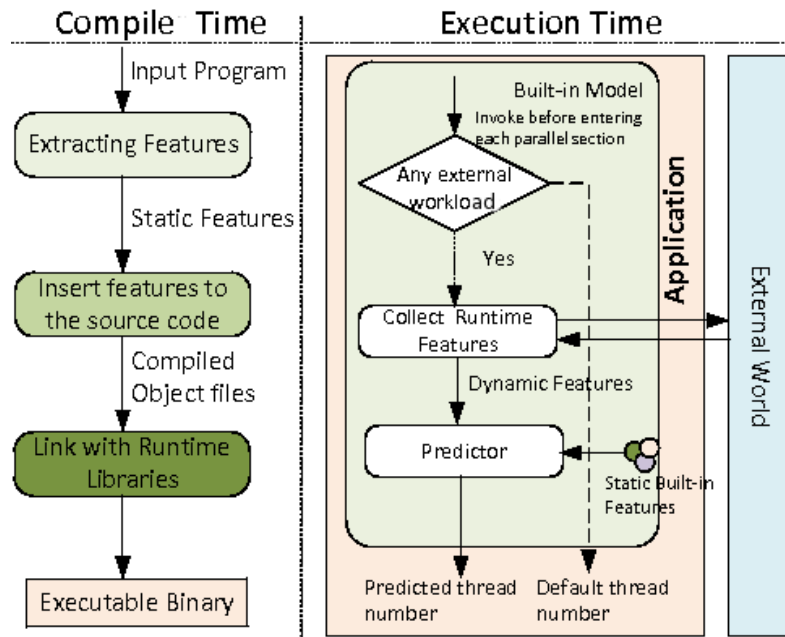 Compile Time
Input Program
Extracting Features
Static Features
Insert features to
the source code
Compiled
Object files
Link with Runtime
Libraries
Executable Binary
Execution Time
Built-in Model
Invoke before entering
each parallel section
Any external
workload
Yes
Collect Runtime
Features
Dynamic Features
Predictor
Static Built-in
Features
Predicted thread
number
Default thread
number
Application
External World